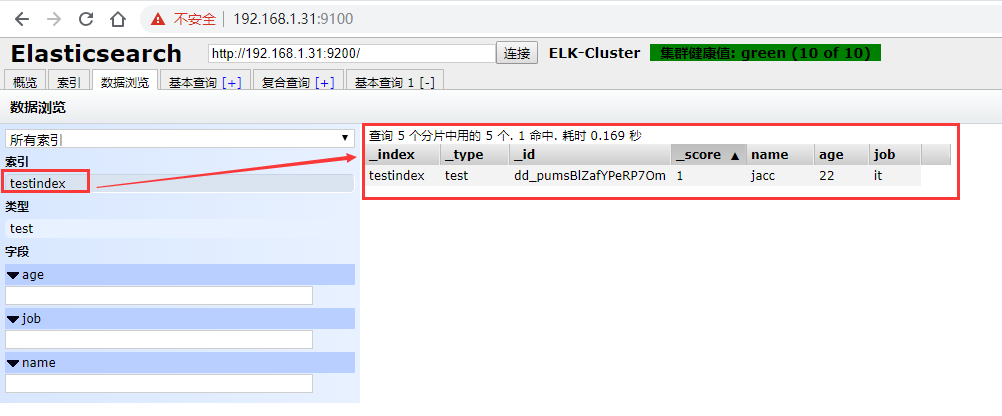 不安全 192.168.1.31:9100
Elasticsearch http://192.168.1.31:9200/ 连接 ELK-Cluster 集群健康值: green (10 of 10)
概览 索引 数据浏览 基本查询 [+] 复合查询 [+] 基本查询 1 [-]
数据浏览
所有索引
索引
testindex
类型
test
字段
age
job
name
查询 5 个分片中用的 5 个. 1 命中. 耗时 0.169 秒
_index _type _id _score ▲ name age job
testindex test dd_pumsBlZafYPeRP7Om 1 jacc 22 it